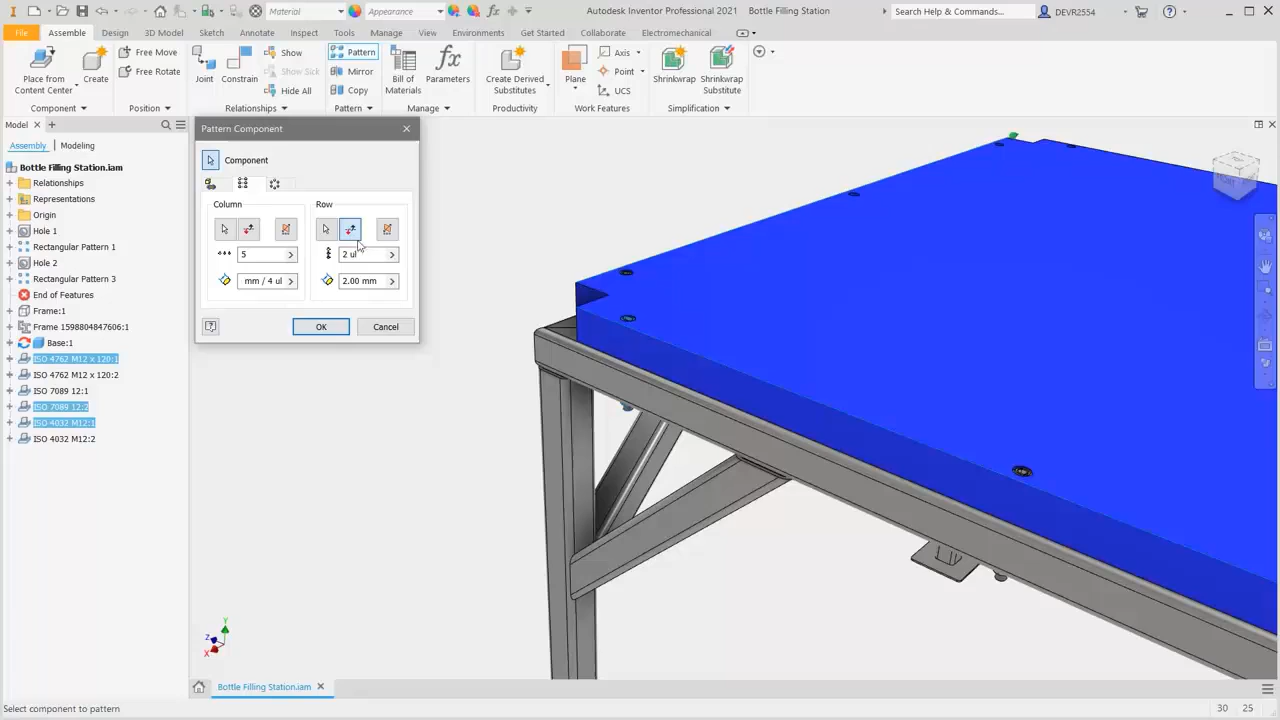 Material
Appearance
Autodesk Inventor Professional 2021 Bottle Filling Station
Search Help & Commands...
DEVR2554
File Assembly Design 3D Model Sketch Annotate Inspect Tools Manage View Environments Get Started Collaborate Electromechanical
Place from
Content Center
Create
Free Move
Free Rotate
Joint
Constrain
Show
Show Sick
Hide All
Pattern
Mirror
Copy
Bill of
Materials
Parameters
Create Derived
Substitutes
Plane
Axis
Point
UCS
Shrinkwrap
Shrinkwrap
Substitute
Component Position Relationships Pattern Manage Productivity Work Features Simplification
Model
Assembly Modeling
Bottle Filling Station.iam
Relationships
Representations
Origin
Hole 1
Rectangular Pattern 1
Hole 2
Rectangular Pattern 3
End of Features
Frame:1
Frame 1598804847606:1
Base:1
ISO 4762 M12 x 120:1
ISO 4762 M12 x 120:2
ISO 7089 12:1
ISO 7089 12:2
ISO 4032 M12:1
ISO 4032 M12:2
Pattern Component
Component
Column Row
5 2 ul
mm / 4 ul 2.00 mm
OK Cancel
Z Y X
Bottle Filling Station.iam
Select component to pattern
30 25